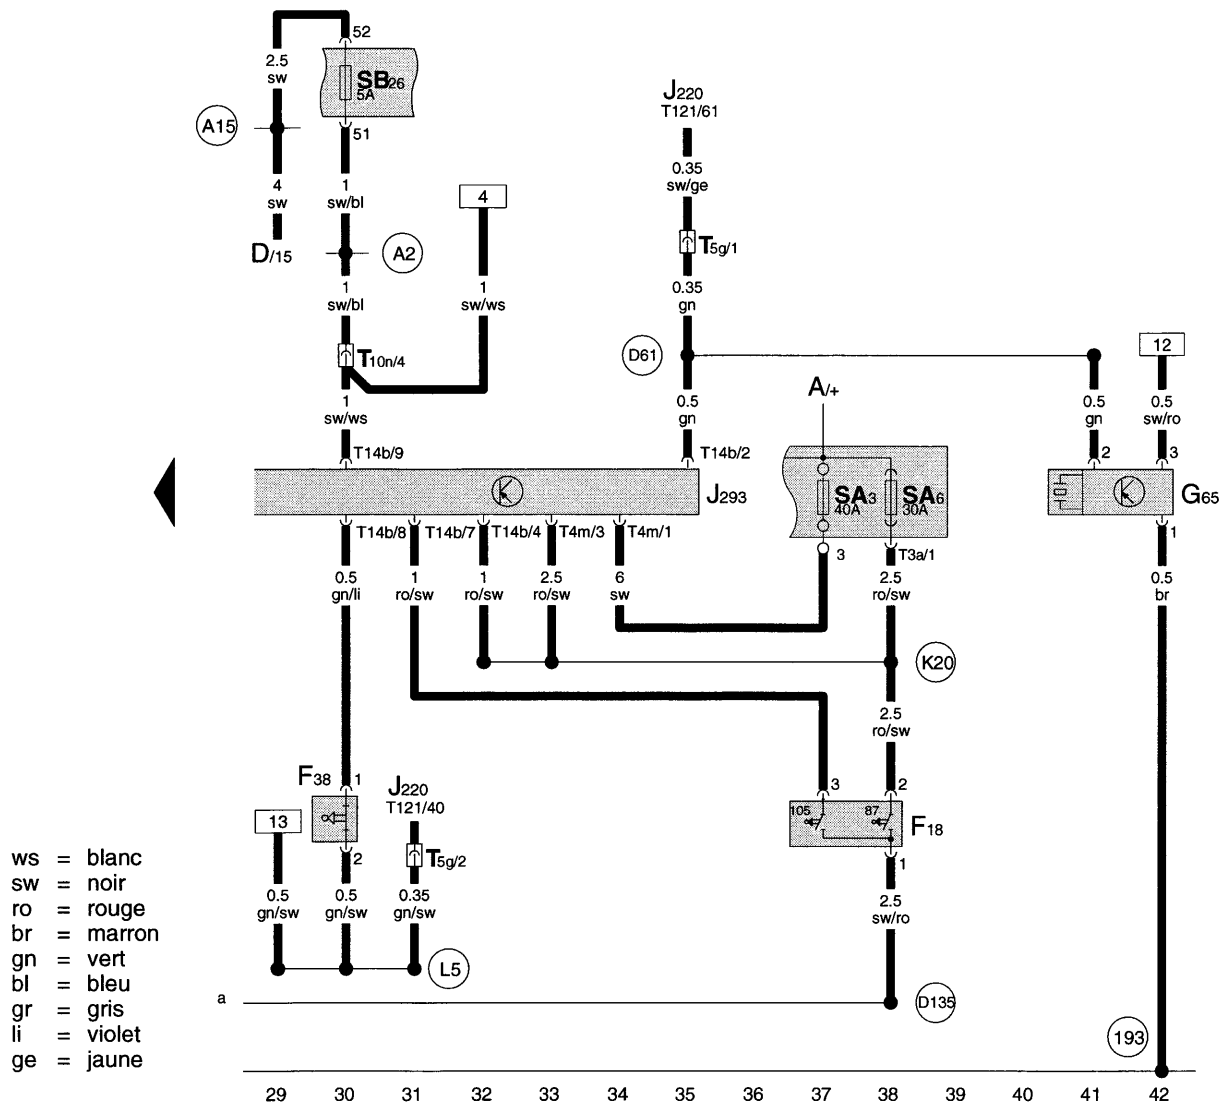 52
2.5
sw
SB26
5A
J220
T121/61
A15
51
4
sw
1
sw/bl
4
0.35
sw/ge
D/15
A2
T5g/1
1
sw/bl
1
sw/ws
0.35
gn
T10n/4
D61
12
A/+
1
sw/ws
0.5
gn
0.5
gn
0.5
sw/ro
T14b/9
T14b/2
2
3
J293
SA3
40A
SA6
30A
G65
T14b/8
T14b/7
T14b/4
T4m/3
T4m/1
3
T3a/1
1
0.5
gn/li
1
ro/sw
1
ro/sw
2.5
ro/sw
6
sw
2.5
ro/sw
0.5
br
K20
2.5
ro/sw
F38
1
J220
T121/40
3
2
13
105
87
F18
2
T5g/2
1
ws = blanc
sw = noir
ro = rouge
br = marron
gn = vert
bl = bleu
gr = gris
li = violet
ge = jaune
0.5
gn/sw
0.5
gn/sw
0.35
gn/sw
2.5
sw/ro
L5
a
D135
193
29 30 31 32 33 34 35 36 37 38 39 40 41 42